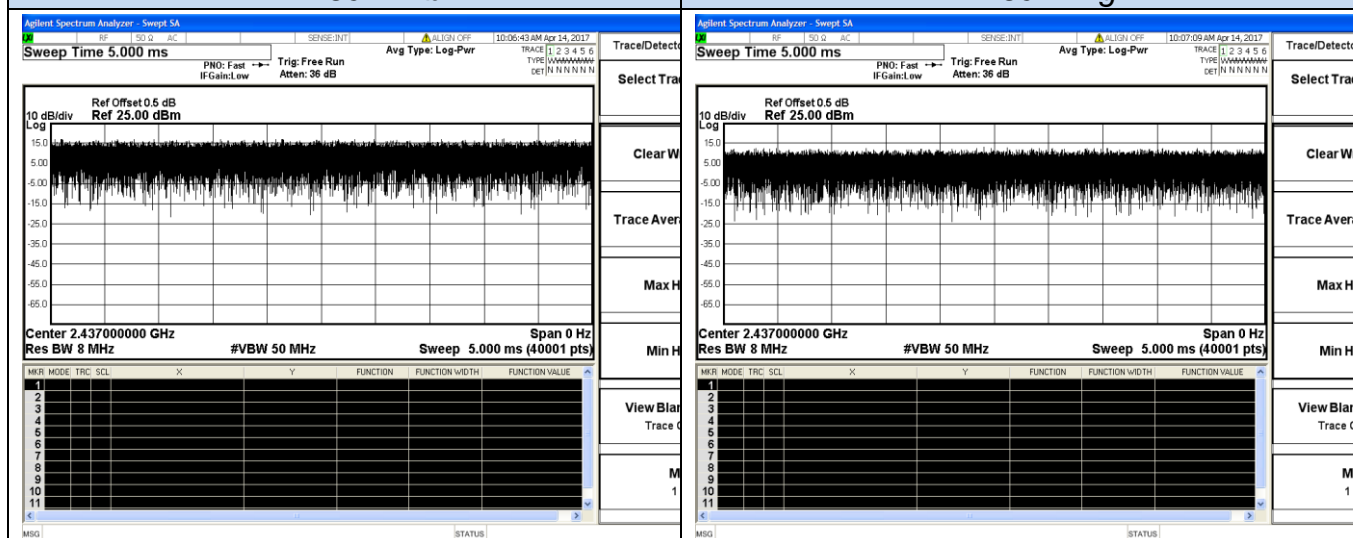 Agilent Spectrum Analyzer - Swept SA
RF 50 Ω AC SENSE:INT ALIGN OFF 10:06:43 AM Apr 14, 2017
Sweep Time 5.000 ms
PNO: Fast
IFGain:Low
Trig: Free Run
Atten: 36 dB
Avg Type: Log-Pwr
TRACE 1 2 3 4 5 6
TYPE
DET N N N N N N
Ref Offset 0.5 dB
10 dB/div Ref 25.00 dBm
Log
15.0
5.00
-5.00
-15.0
-25.0
-35.0
-45.0
-55.0
-65.0
Center 2.437000000 GHz Span 0 Hz
Res BW 8 MHz #VBW 50 MHz Sweep 5.000 ms (40001 pts)
MKR MODE TRC SCL X Y FUNCTION FUNCTION WIDTH FUNCTION VALUE
1
2
3
4
5
6
7
8
9
10
11
MSG STATUS
Trace/Detecto
Select Tra
Clear W
Trace Avera
Max H
Min H
View Blan
Trace
M
1
Agilent Spectrum Analyzer - Swept SA
RF 50 Ω AC SENSE:INT ALIGN OFF 10:07:09 AM Apr 14, 2017
Sweep Time 5.000 ms
PNO: Fast
IFGain:Low
Trig: Free Run
Atten: 36 dB
Avg Type: Log-Pwr
TRACE 1 2 3 4 5 6
TYPE
DET N N N N N N
Ref Offset 0.5 dB
10 dB/div Ref 25.00 dBm
Log
15.0
5.00
-5.00
-15.0
-25.0
-35.0
-45.0
-55.0
-65.0
Center 2.437000000 GHz Span 0 Hz
Res BW 8 MHz #VBW 50 MHz Sweep 5.000 ms (40001 pts)
MKR MODE TRC SCL X Y FUNCTION FUNCTION WIDTH FUNCTION VALUE
1
2
3
4
5
6
7
8
9
10
11
MSG STATUS
Trace/Detecto
Select Tra
Clear W
Trace Avera
Max H
Min H
View Blan
Trace
M
1